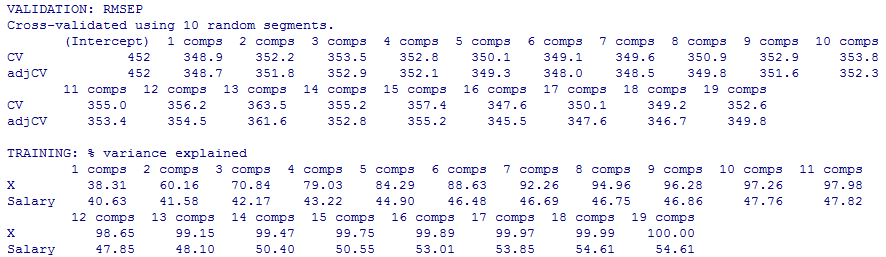 VALIDATION: RMSEP
Cross-validated using 10 random segments.
(Intercept) 1 comps 2 comps 3 comps 4 comps 5 comps 6 comps 7 comps 8 comps 9 comps 10 comps
CV 452 348.9 352.2 353.5 352.8 350.1 349.1 349.6 350.9 352.9 353.8
adjCV 452 348.7 351.8 352.9 352.1 349.3 348.0 348.5 349.8 351.6 352.3
11 comps 12 comps 13 comps 14 comps 15 comps 16 comps 17 comps 18 comps 19 comps
CV 355.0 356.2 363.5 355.2 357.4 347.6 350.1 349.2 352.6
adjCV 353.4 354.5 361.6 352.8 355.2 345.5 347.6 346.7 349.8
TRAINING: % variance explained
1 comps 2 comps 3 comps 4 comps 5 comps 6 comps 7 comps 8 comps 9 comps 10 comps 11 comps
X 38.31 60.16 70.84 79.03 84.29 88.63 92.26 94.96 96.28 97.26 97.98
Salary 40.63 41.58 42.17 43.22 44.90 46.48 46.69 46.75 46.86 47.76 47.82
12 comps 13 comps 14 comps 15 comps 16 comps 17 comps 18 comps 19 comps
X 98.65 99.15 99.47 99.75 99.89 99.97 99.99 100.00
Salary 47.85 48.10 50.40 50.55 53.01 53.85 54.61 54.61